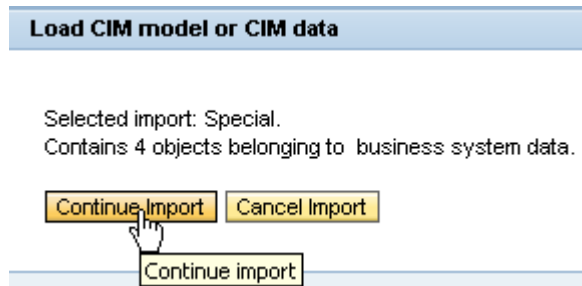 Load CIM model or CIM data
Selected import: Special.
Contains 4 objects belonging to business system data.
Continue Import Cancel Import
Continue import